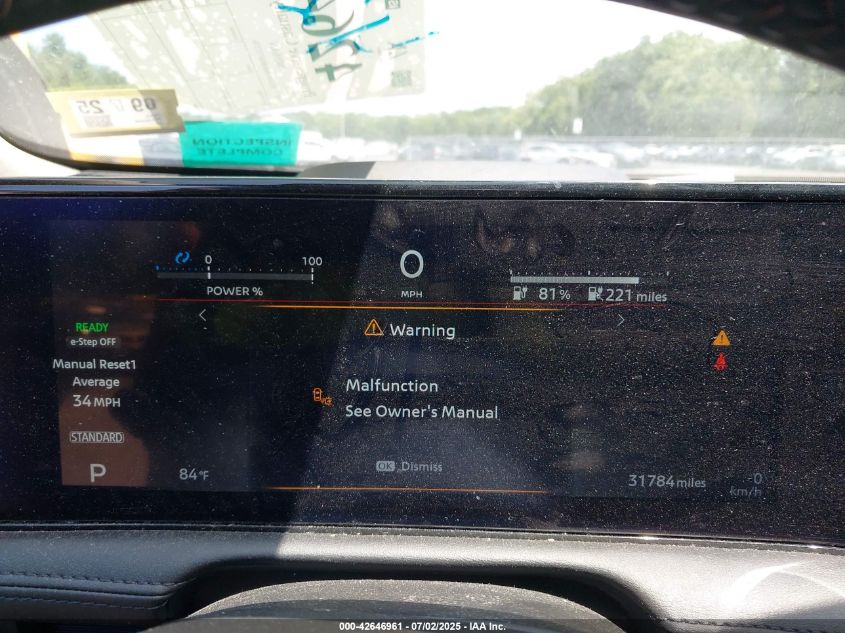 09 25
INSPECTION
COMPLETE
0 100
POWER %
0
MPH
81 %
221 miles
Warning
READY
e-Step OFF
Manual Reset1
Average
34 MPH
STANDARD
P
84°F
Malfunction
See Owner's Manual
OK Dismiss
31784 miles
-0
km/h
000-42646961 - 07/02/2025 - IAA Inc.